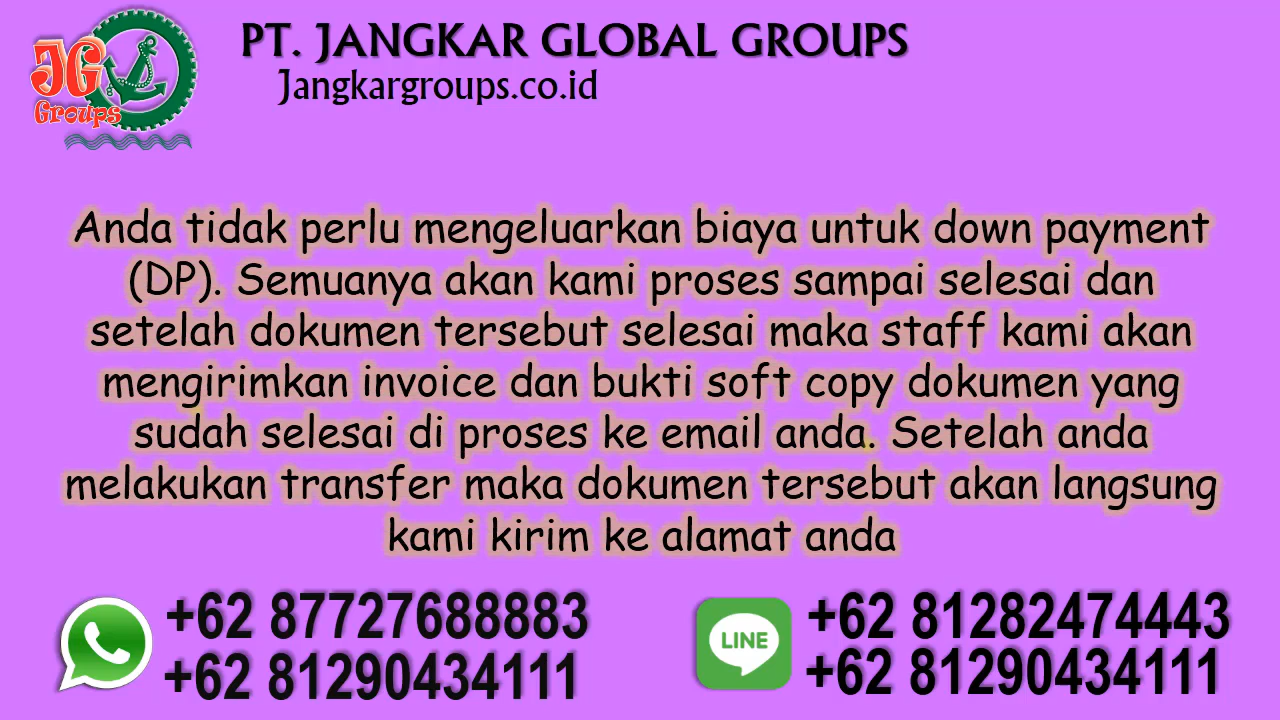 JG
Groups
PT. JANGKAR GLOBAL GROUPS
Jangkargroups.co.id
Anda tidak perlu mengeluarkan biaya untuk down payment
(DP). Semuanya akan kami proses sampai selesai dan
setelah dokumen tersebut selesai maka staff kami akan
mengirimkan invoice dan bukti soft copy dokumen yang
sudah selesai di proses ke email anda. Setelah anda
melakukan transfer maka dokumen tersebut akan langsung
kami kirim ke alamat anda
+62 87727688883
+62 81290434111
LINE
+62 81282474443
+62 81290434111